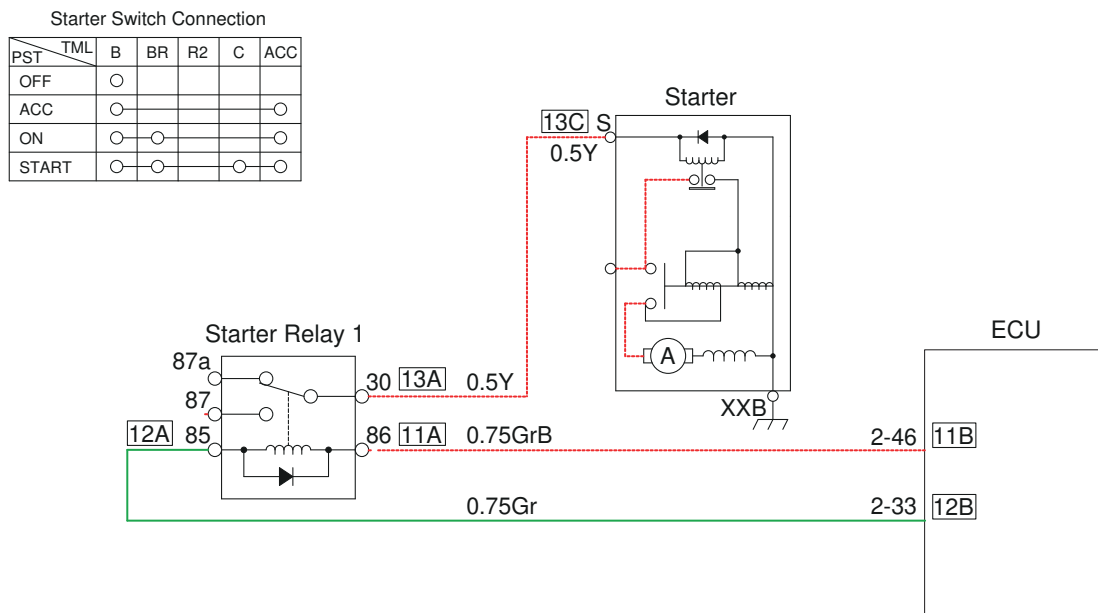 Starter Switch Connection
PST TML B BR R2 C ACC
OFF
ACC
ON
START
Starter
13C S
0.5Y
A
XXB
Starter Relay 1
87a
87
30 13A 0.5Y
12A 85
86 11A 0.75GrB
0.75Gr
ECU
2-46 11B
2-33 12B